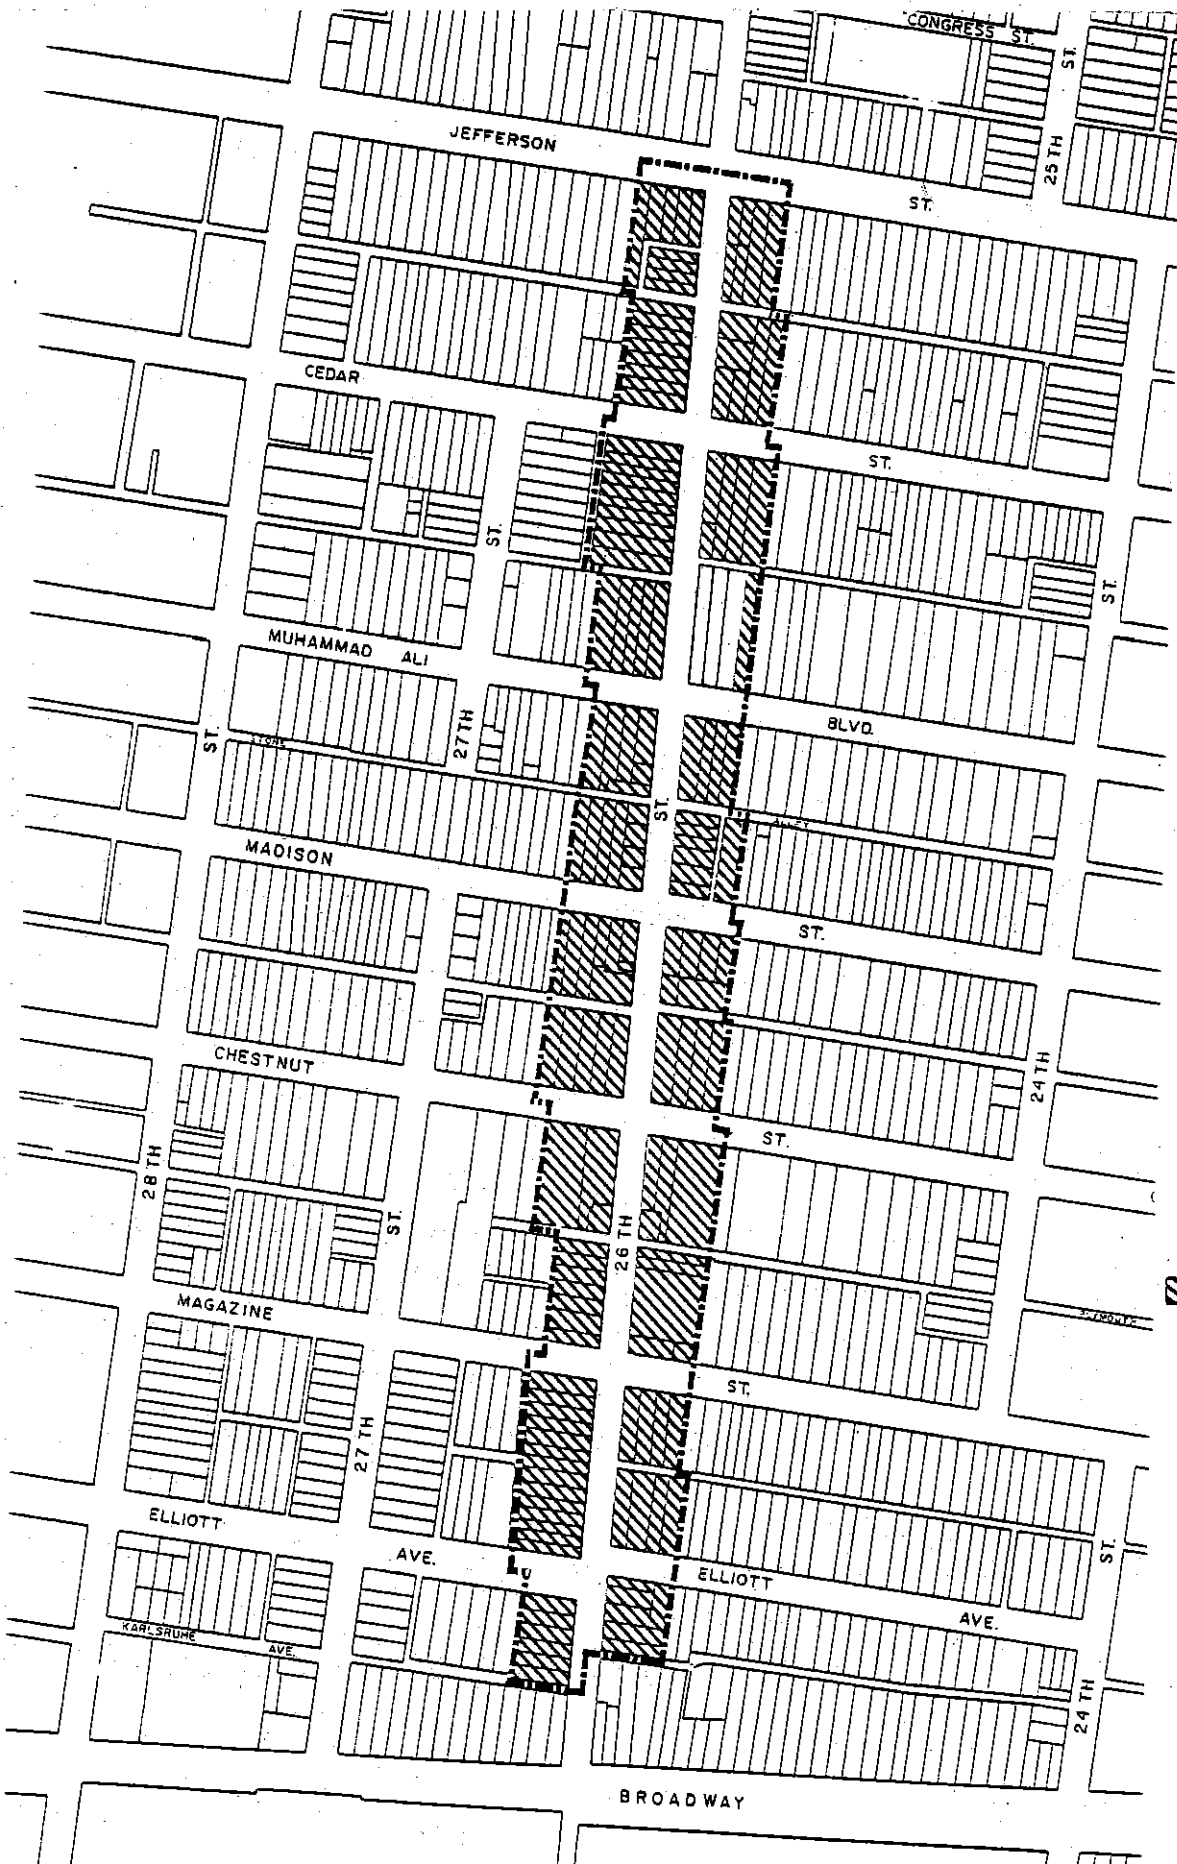 CONGRESS ST.
ST.
JEFFERSON
25TH
ST.
CEDAR
ST.
ST.
ST.
MUHAMMAD ALI
BLVD.
27TH
ST.
ST.
ALLEY
MADISON
ST.
CHESTNUT
24TH
ST.
28TH
ST.
26TH
MAGAZINE
ST.
27TH
ELLIOTT
AVE.
ST.
ELLIOTT
AVE.
KARLSRUHE AVE.
24TH
BROADWAY